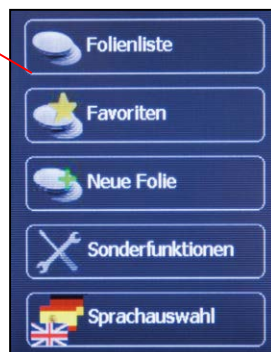 Folienliste
Favoriten
Neue Folie
Sonderfunktionen
Sprachauswahl